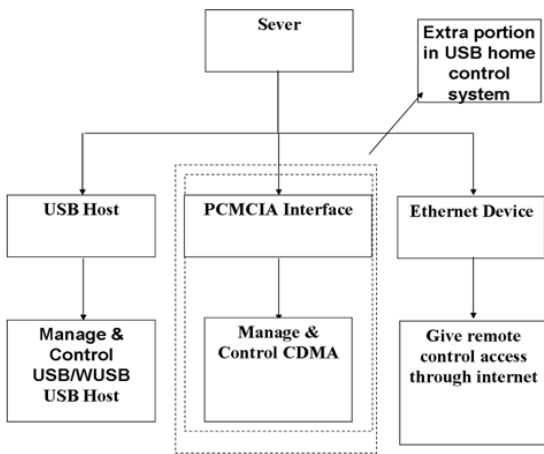 Sever
Extra portion
in USB home
control
system
USB Host
PCMCIA Interface
Ethernet Device
Manage &
Control
USB/WUSB
USB Host
Manage &
Control CDMA
Give remote
control access
through internet